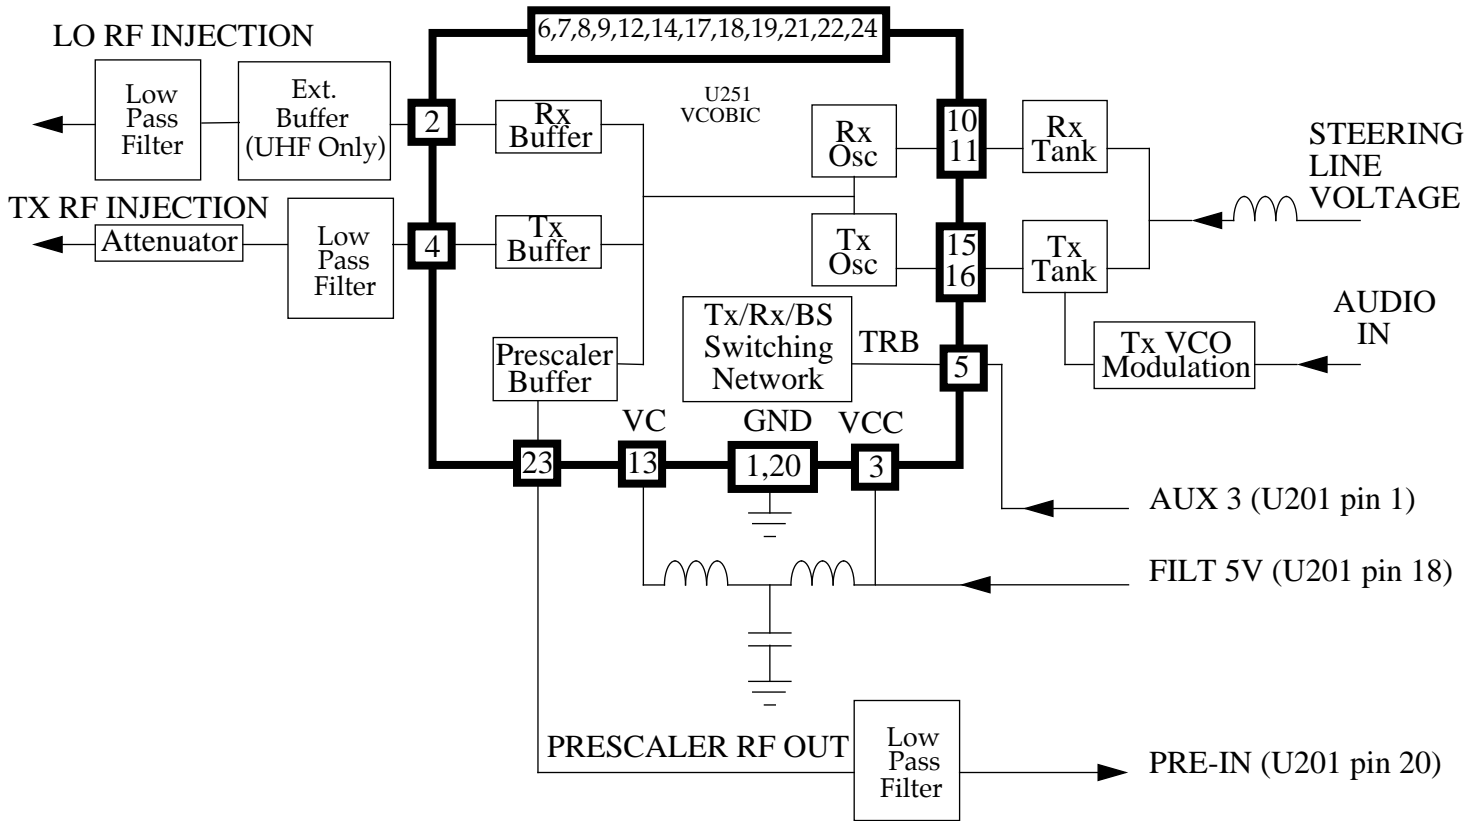 6,7,8,9,12,14,17,18,19,21,22,24
LO RF INJECTION
Low
Pass
Filter
Ext.
Buffer
(UHF Only)
2
Rx
Buffer
U251
VCOBIC
Rx
Osc
10
11
Rx
Tank
STEERING
LINE
VOLTAGE
TX RF INJECTION
Attenuator
Low
Pass
Filter
4
Tx
Buffer
Tx
Osc
15
16
Tx
Tank
AUDIO
IN
Tx VCO
Modulation
Tx/Rx/BS
Switching
Network
TRB
5
Prescaler
Buffer
VC
GND
VCC
23
13
1,20
3
AUX 3 (U201 pin 1)
FILT 5V (U201 pin 18)
PRESCALER RF OUT
Low
Pass
Filter
PRE-IN (U201 pin 20)